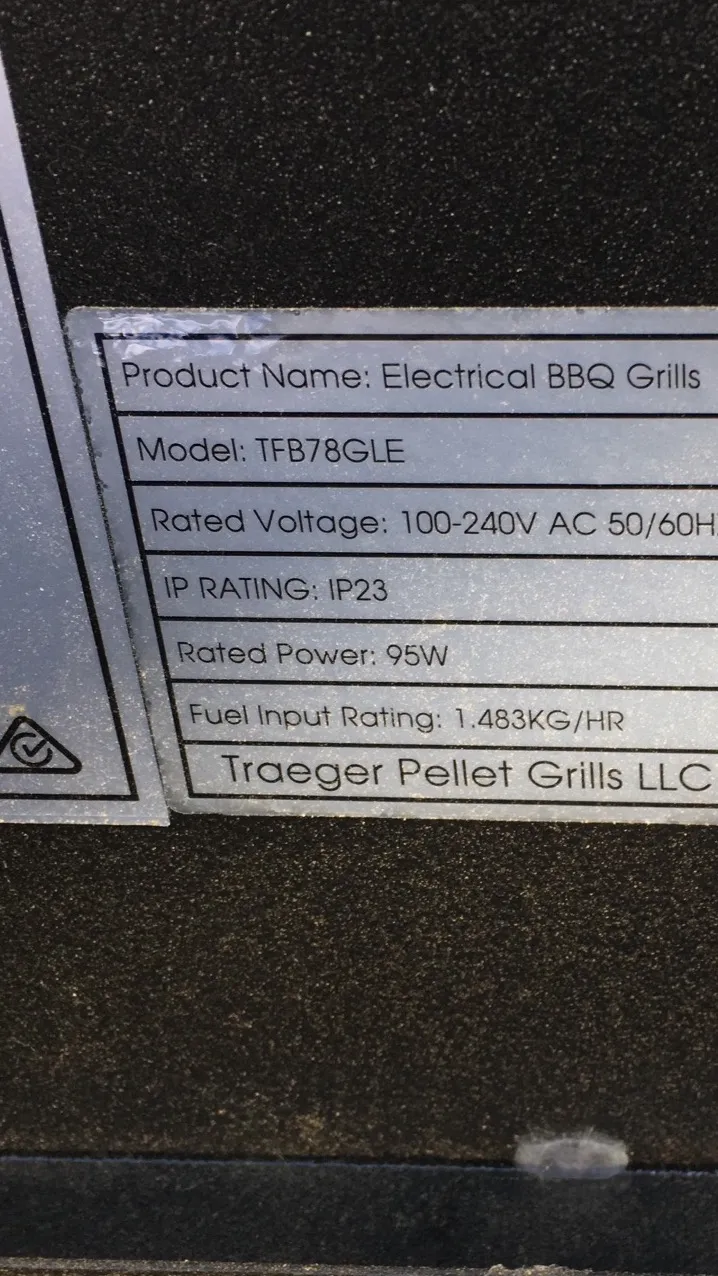 Product Name: Electrical BBQ Grills
Model: TFB78GLE
Rated Voltage: 100-240V AC 50/60H
IP RATING: IP23
Rated Power: 95W
Fuel Input Rating: 1.483KG/HR
Traeger Pellet Grills LLC